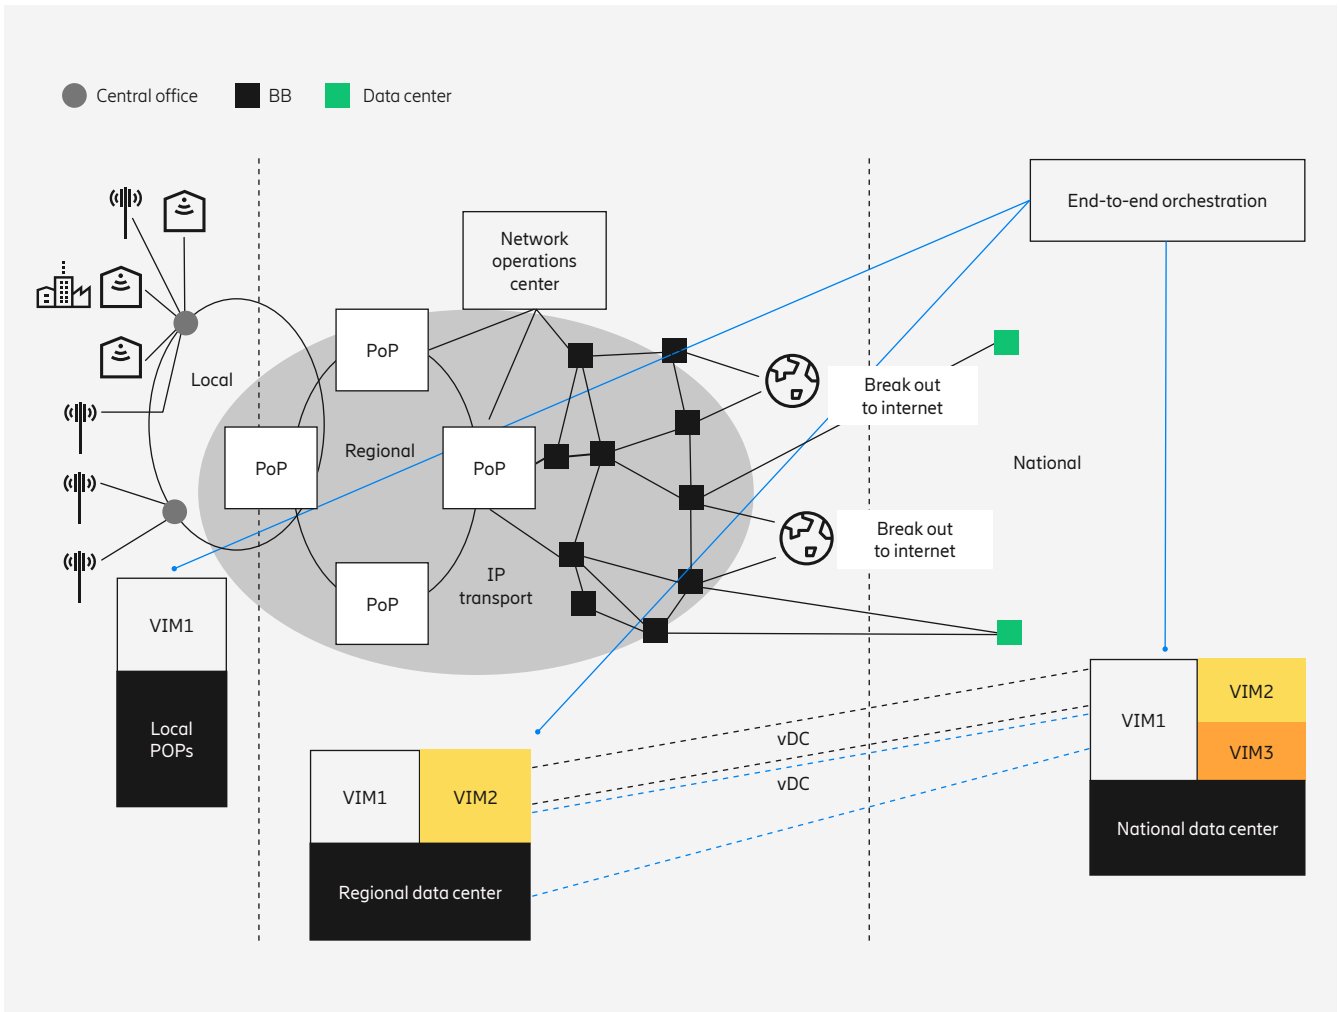 Central office
BB
Data center
End-to-end orchestration
Network
operations
center
PoP
Local
Break out
to internet
Regional
PoP
PoP
National
Break out
to internet
IP
transport
PoP
VIM1
Local
POPs
VIM1
VIM2
VIM3
vDC
vDC
VIM1
VIM2
National data center
Regional data center